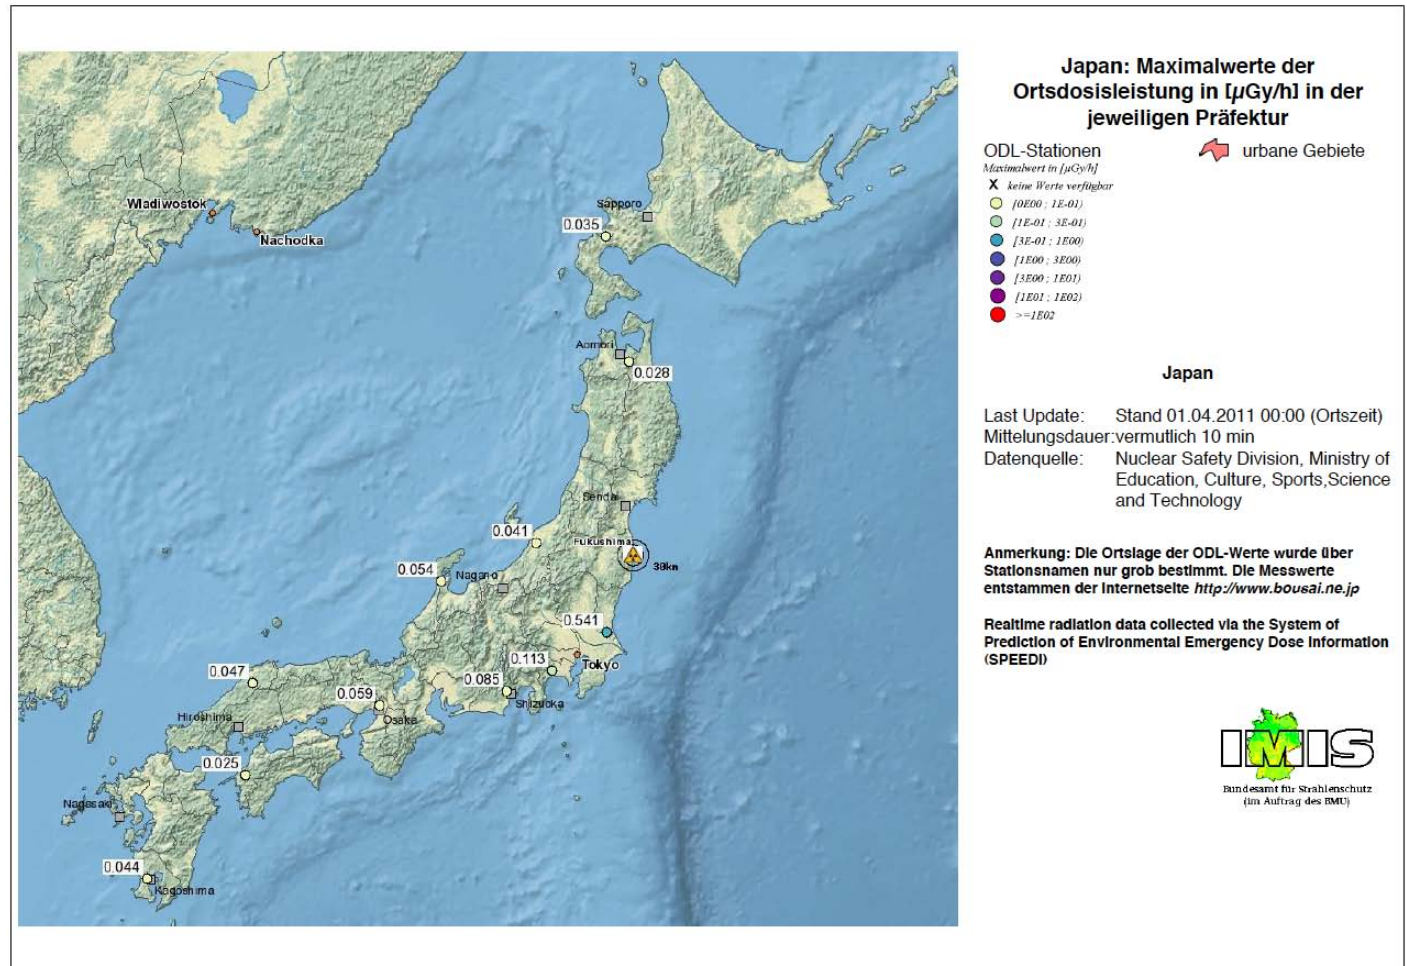 Japan: Maximalwerte der
Ortsdosisleistung in [µGy/h] in der
jeweiligen Präfektur
ODL-Stationen
urbane Gebiete
Maximalwert in [µGy/h]
X keine Werte verfügbar
[0E00 ; 1E-01)
[1E-01 ; 3E-01)
[3E-01 ; 1E00)
[1E00 ; 3E00)
[3E00 ; 1E01)
[1E01 ; 1E02)
>=1E02
Japan
Last Update: Stand 01.04.2011 00:00 (Ortszeit)
Mittelungsdauer:vermutlich 10 min
Datenquelle: Nuclear Safety Division, Ministry of
Education, Culture, Sports,Science
and Technology
Anmerkung: Die Ortslage der ODL-Werte wurde über
Stationsnamen nur grob bestimmt. Die Messwerte
entstammen der Internetseite http://www.bousai.ne.jp
Realtime radiation data collected via the System of
Prediction of Environmental Emergency Dose Information
(SPEEDI)
IMIS
Bundesamt für Strahlenschutz
(im Auftrag des BMU)
Wladiwostok
Nachodka
Sapporo
0.035
Aomori
0.028
Sendai
0.041
Fukushima
30km
0.054
Nagano
0.541
Tokyo
0.113
0.085
Shizuoka
0.047
0.059
Osaka
Hiroshima
0.025
Nagasaki
0.044
Kagoshima